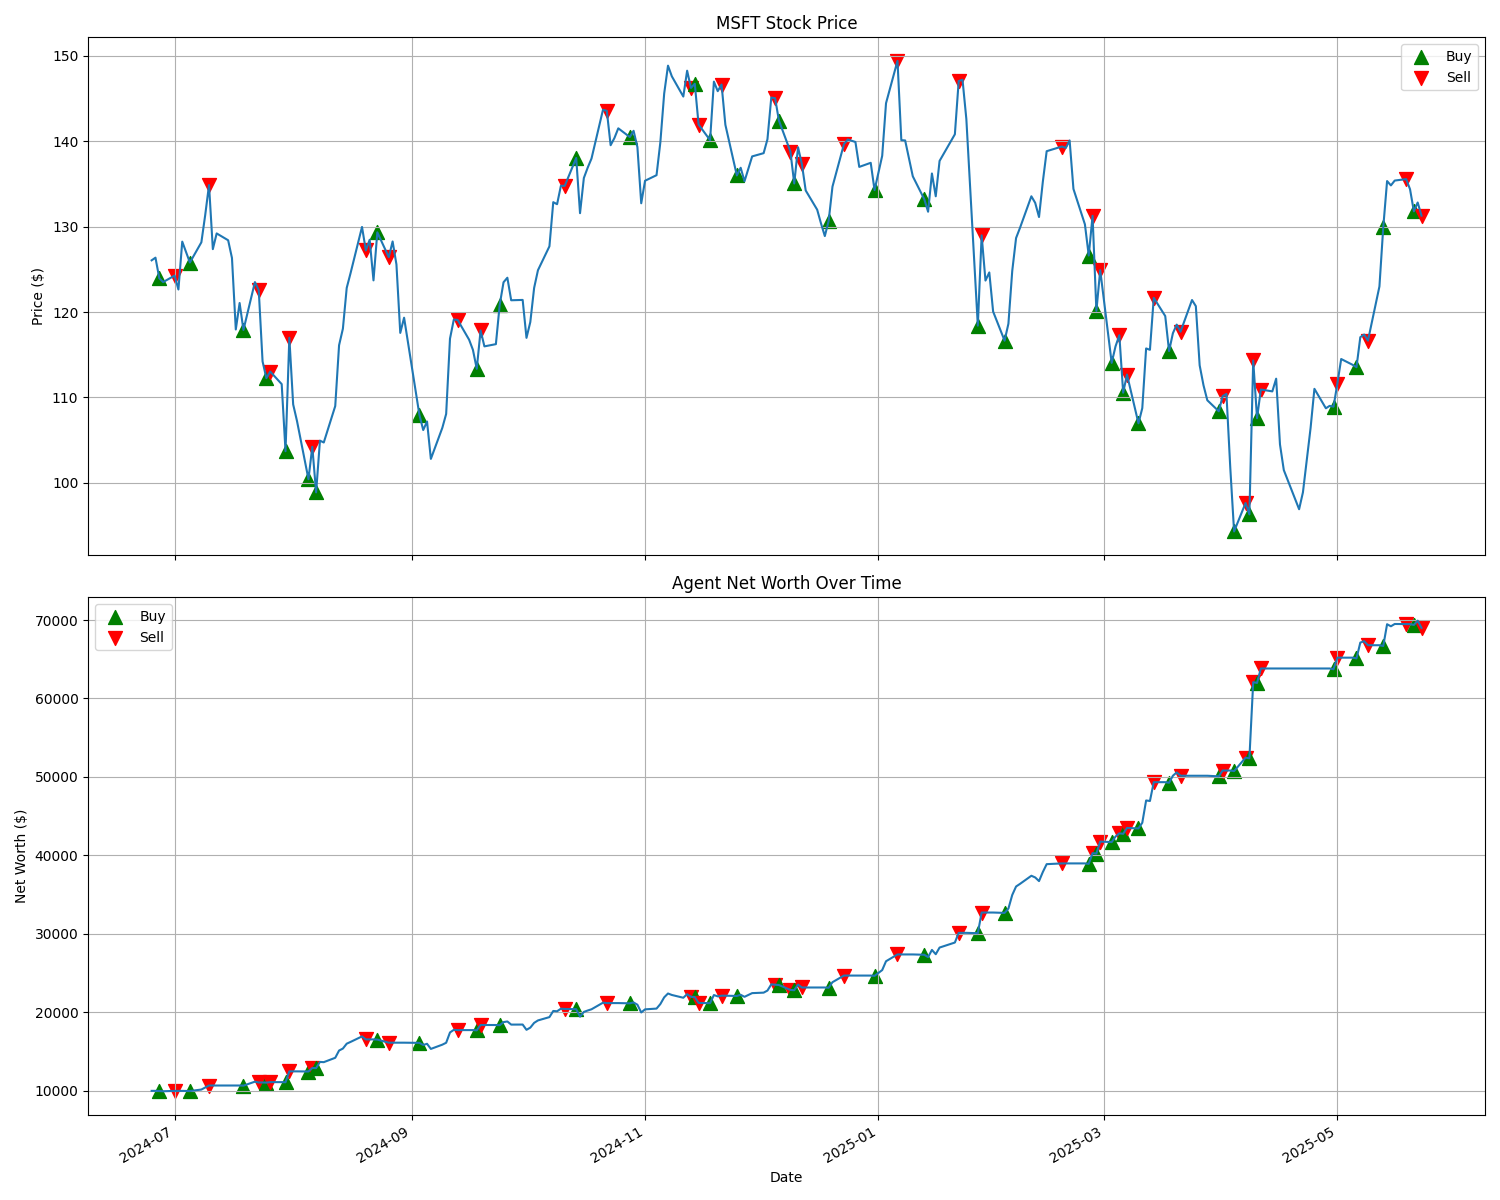 MSFT Stock Price
150
140
130
120
110
100
Price ($)
Buy
Sell
Agent Net Worth Over Time
70000
60000
50000
40000
30000
20000
10000
Net Worth ($)
Buy
Sell
2024-07
2024-09
2024-11
2025-01
2025-03
2025-05
Date